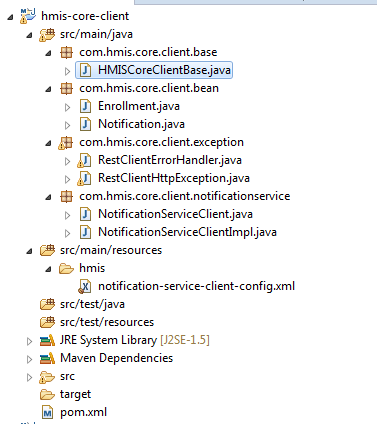 hmis-core-client
src/main/java
com.hmis.core.client.base
HMISCoreClientBase.java
com.hmis.core.client.bean
Enrollment.java
Notification.java
com.hmis.core.client.exception
RestClientErrorHandler.java
RestClientHttpException.java
com.hmis.core.client.notificationservice
NotificationServiceClient.java
NotificationServiceClientImpl.java
src/main/resources
hmis
notification-service-client-config.xml
src/test/java
src/test/resources
JRE System Library [J2SE-1.5]
Maven Dependencies
src
target
pom.xml